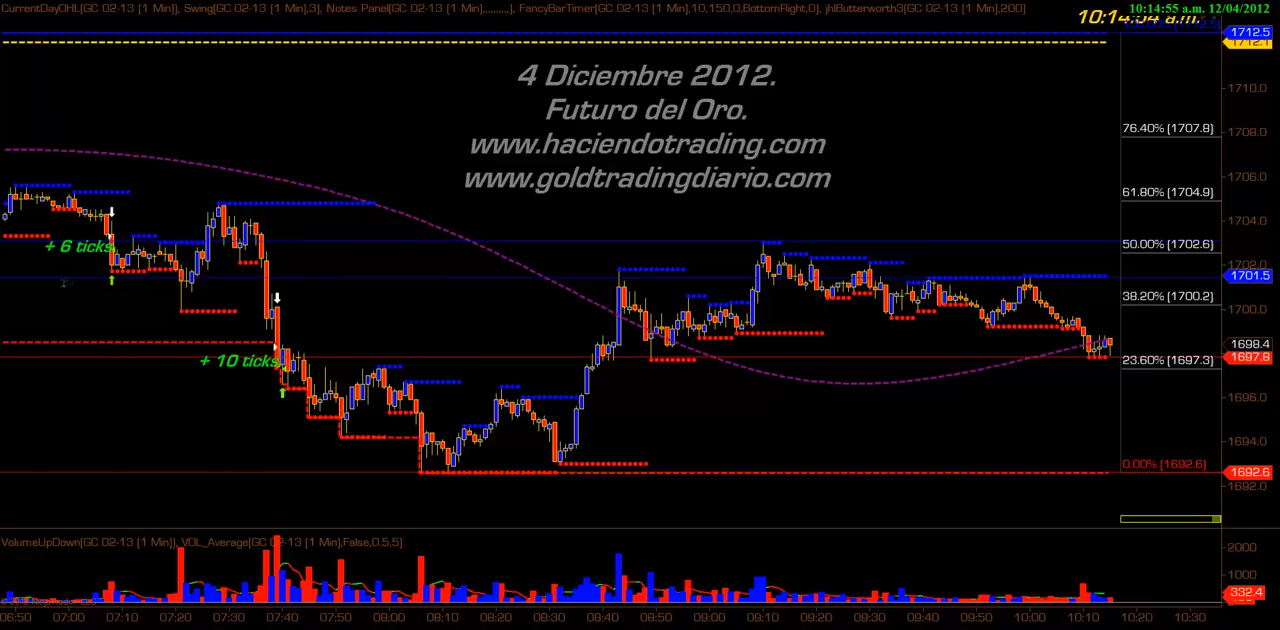 CurrentDayOHL(GC 02-13 (1 Min)), Swing(GC 02-13 (1 Min),3), Notes Panel(GC 02-13 (1 Min),,,,,,,,,,,), FancyBarTimer(GC 02-13 (1 Min),10,150,0,BottomRight,0), jhlButterworth3(GC 02-13 (1 Min),200)
10:14:55 a.m. 12/04/2012
1712.5
1712.1
4 Diciembre 2012.
Futuro del Oro.
www.haciendotrading.com
www.goldtradingdiario.com
1710.0
76.40% (1707.8)
1708.0
1706.0
61.80% (1704.9)
1704.0
+ 6 ticks
50.00% (1702.6)
1702.0
1701.5
38.20% (1700.2)
1700.0
1698.4
1697.8
+ 10 ticks
23.60% (1697.3)
1696.0
1694.0
0.00% (1692.6)
1692.6
1692.0
VolumeUpDown(GC 02-13 (1 Min)), VOL_Average(GC 02-13 (1 Min),False,0.5,5)
2000
1000
332.4
06:50 07:00 07:10 07:20 07:30 07:40 07:50 08:00 08:10 08:20 08:30 08:40 08:50 09:00 09:10 09:20 09:30 09:40 09:50 10:00 10:10 10:20 10:30